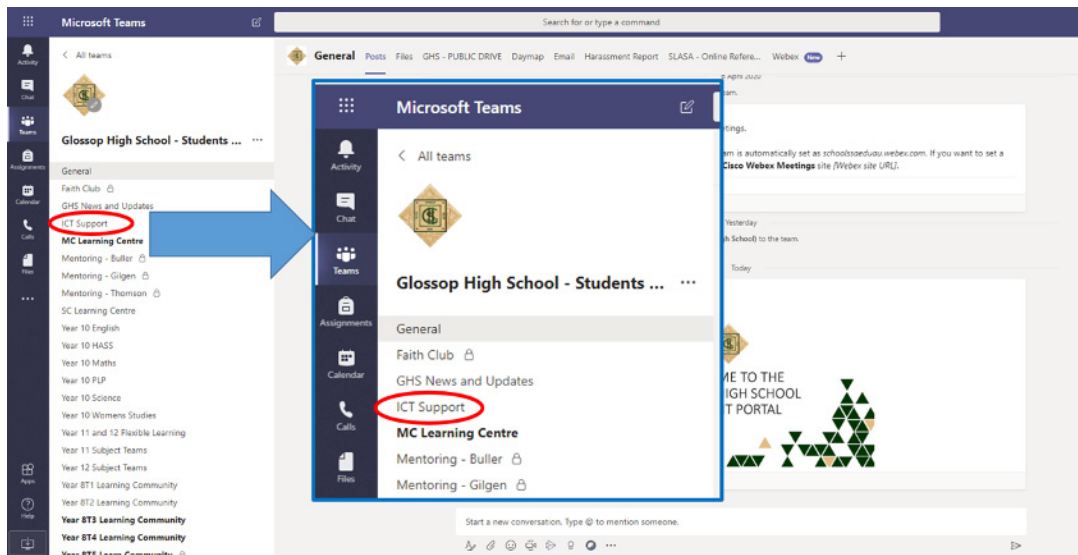 Microsoft Teams
Search for or type a command
Activity
Chat
Teams
Assignments
Calendar
Calls
Files
Apps
Help
< All teams
Glossop High School - Students ...
General
Faith Club
GHS News and Updates
ICT Support
MC Learning Centre
Mentoring - Buller
Mentoring - Gilgen
Mentoring - Thomson
SC Learning Centre
Year 10 English
Year 10 HASS
Year 10 Maths
Year 10 PLP
Year 10 Science
Year 10 Womens Studies
Year 11 and 12 Flexible Learning
Year 11 Subject Teams
Year 12 Subject Teams
Year 8T1 Learning Community
Year 8T2 Learning Community
Year 8T3 Learning Community
Year 8T4 Learning Community
Year 8T5 Learning Community
General Posts Files GHS - PUBLIC DRIVE Daymap Email Harassment Report SLASA - Online Refere... Webex New +
April 2020
am is automatically set as schoolssaeduau.webex.com. If you want to set a
Cisco Webex Meetings site [Webex site URL].
Yesterday
School) to the team.
Today
ME TO THE
IGH SCHOOL
T PORTAL
Start a new conversation. Type @ to mention someone.
Microsoft Teams
Activity
Chat
Teams
Assignments
Calendar
Calls
Files
< All teams
Glossop High School - Students ...
General
Faith Club
GHS News and Updates
ICT Support
MC Learning Centre
Mentoring - Buller
Mentoring - Gilgen